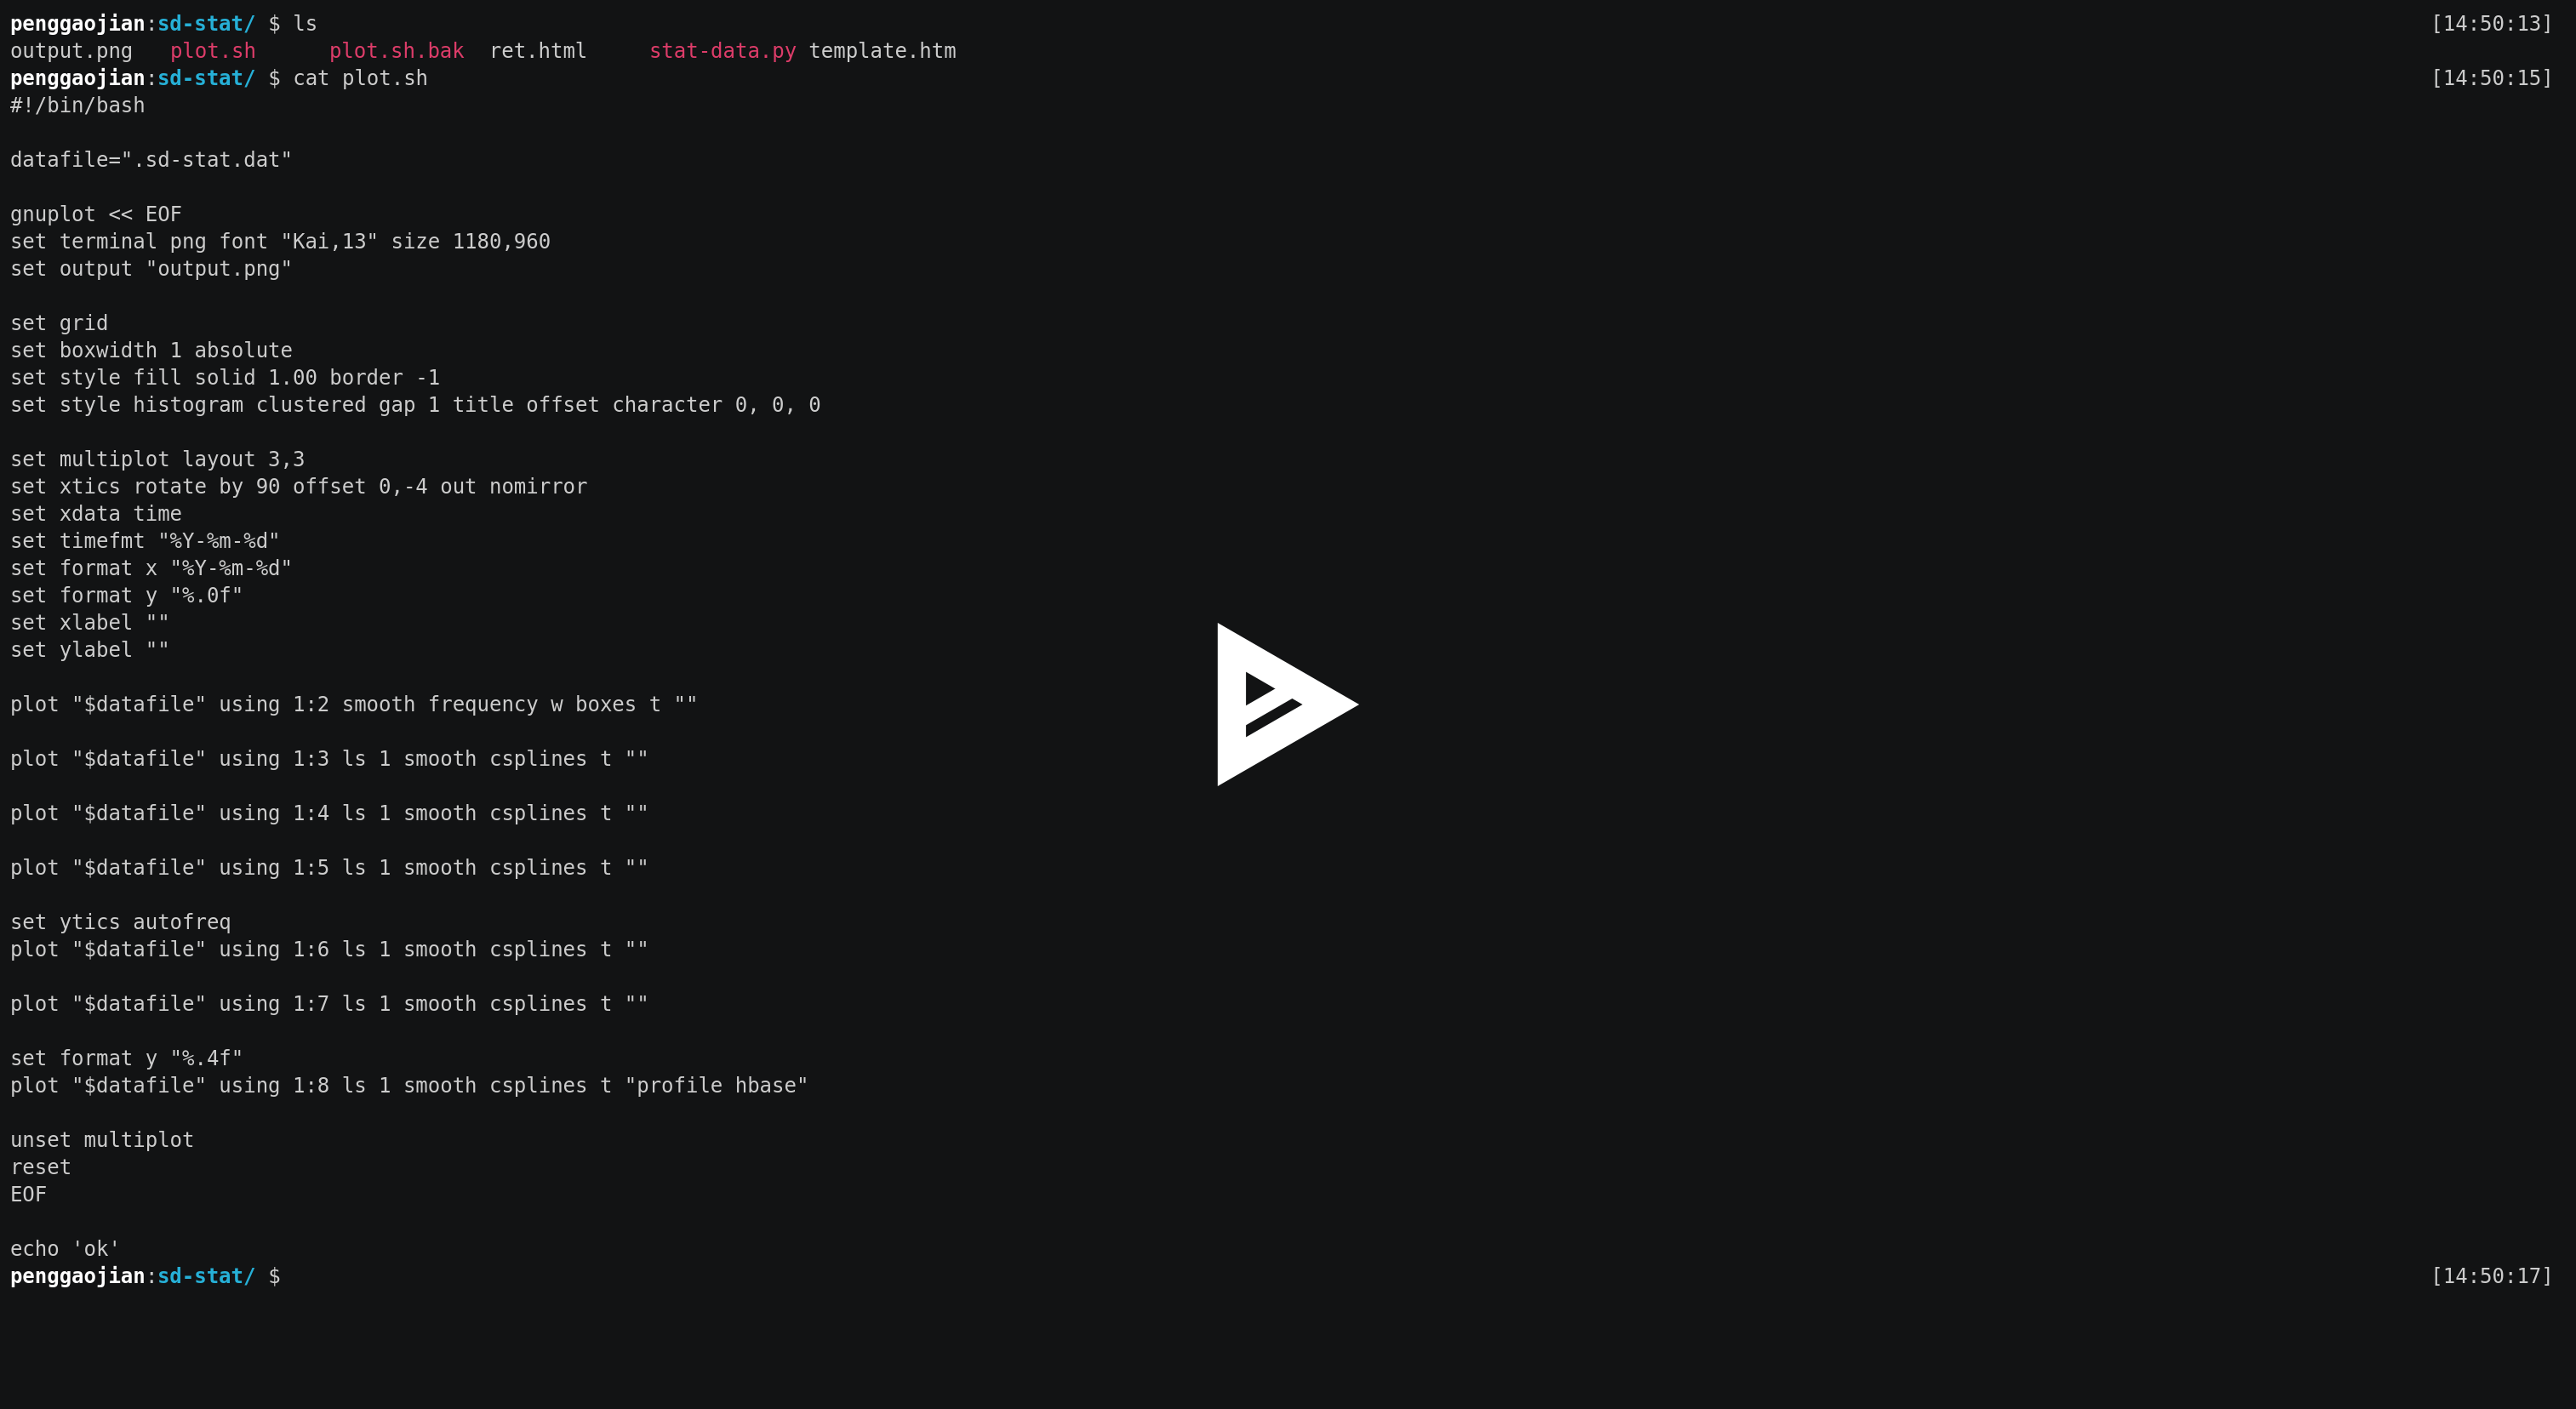 penggaojian:sd-stat/ $ ls [14:50:13]
output.png plot.sh plot.sh.bak ret.html stat-data.py template.htm
penggaojian:sd-stat/ $ cat plot.sh [14:50:15]
#!/bin/bash
datafile=".sd-stat.dat"
gnuplot << EOF
set terminal png font "Kai,13" size 1180,960
set output "output.png"
set grid
set boxwidth 1 absolute
set style fill solid 1.00 border -1
set style histogram clustered gap 1 title offset character 0, 0, 0
set multiplot layout 3,3
set xtics rotate by 90 offset 0,-4 out nomirror
set xdata time
set timefmt "%Y-%m-%d"
set format x "%Y-%m-%d"
set format y "%.0f"
set xlabel ""
set ylabel ""
plot "$datafile" using 1:2 smooth frequency w boxes t ""
plot "$datafile" using 1:3 ls 1 smooth csplines t ""
plot "$datafile" using 1:4 ls 1 smooth csplines t ""
plot "$datafile" using 1:5 ls 1 smooth csplines t ""
set ytics autofreq
plot "$datafile" using 1:6 ls 1 smooth csplines t ""
plot "$datafile" using 1:7 ls 1 smooth csplines t ""
set format y "%.4f"
plot "$datafile" using 1:8 ls 1 smooth csplines t "profile hbase"
unset multiplot
reset
EOF
echo 'ok'
penggaojian:sd-stat/ $ [14:50:17]